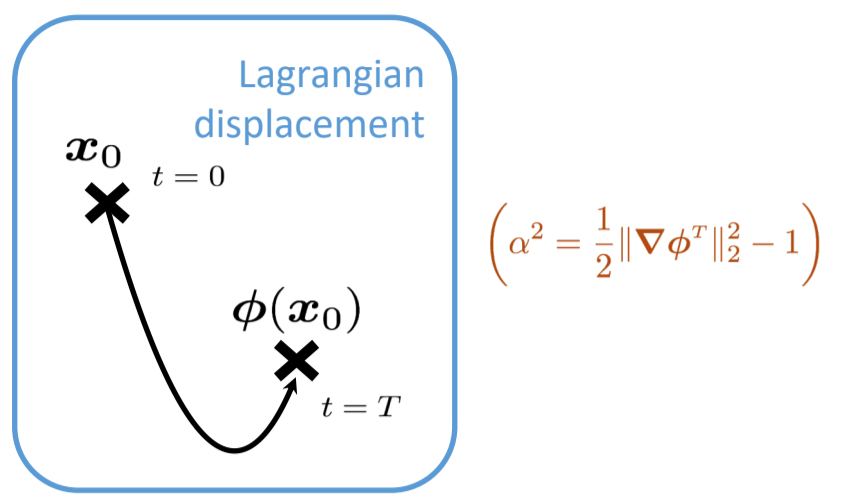 Lagrangian
displacement
x₀
t = 0
ϕ(x₀)
t = T
(α² = 1/2 ‖∇ϕᵀ‖₂² − 1)